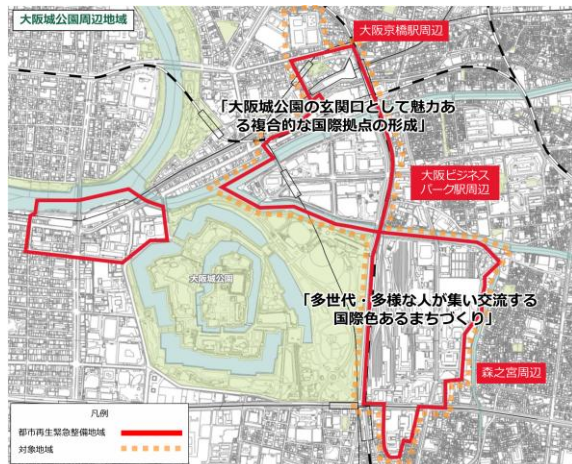 大阪城公園周辺地域
大阪京橋駅周辺
「大阪城公園の玄関口として魅力あ
る複合的な国際拠点の形成」
大阪ビジネス
パーク駅周辺
大阪城公園
「多世代・多様な人が集い交流する
国際色あるまちづくり」
森之宮周辺
凡例
都市再生緊急整備地域
対象地域